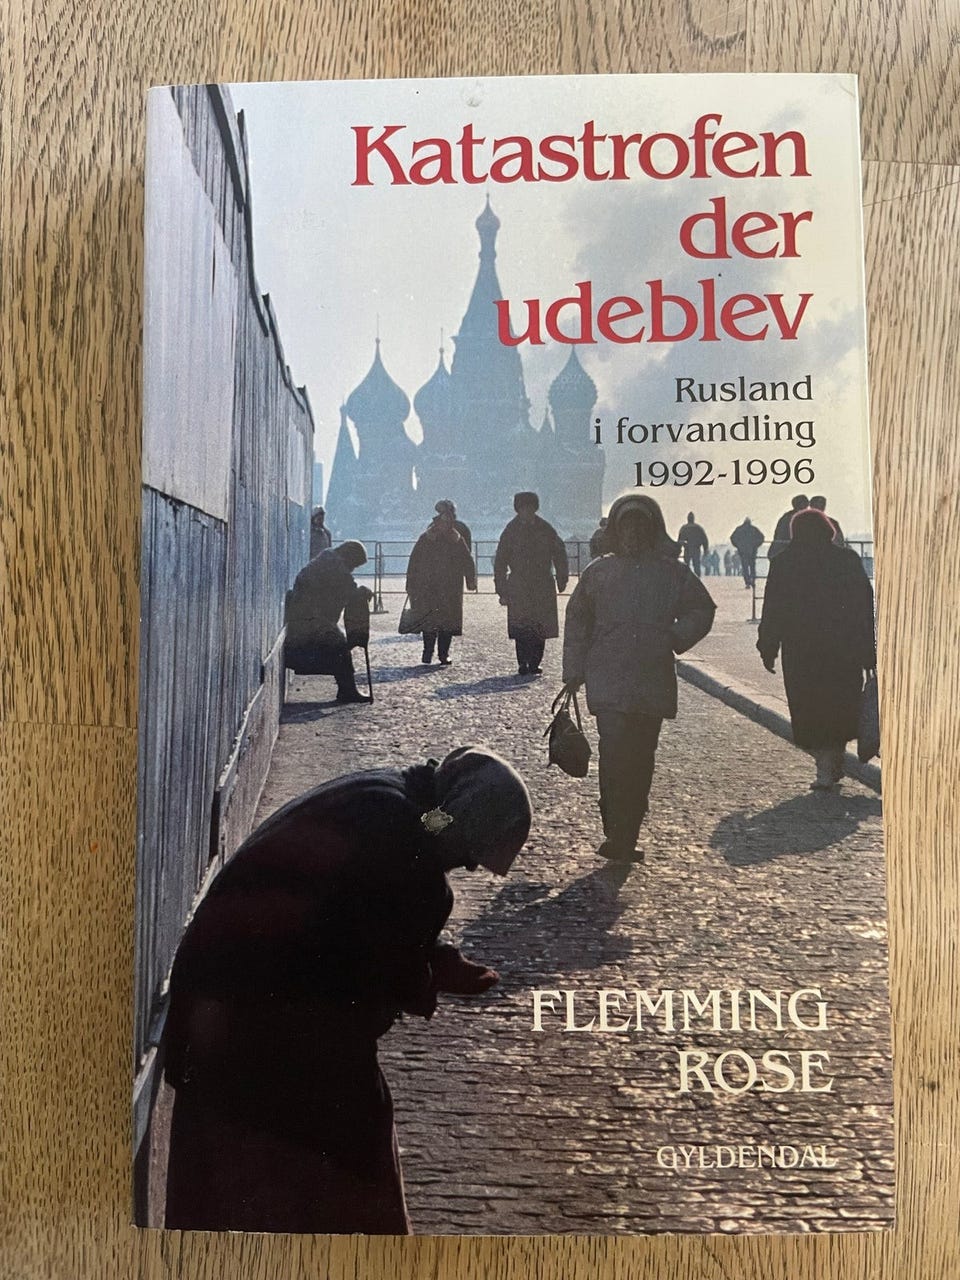 Katastrofen
der
udeblev
Rusland
i forvandling
1992-1996
FLEMMING
ROSE
GYLDENDAL